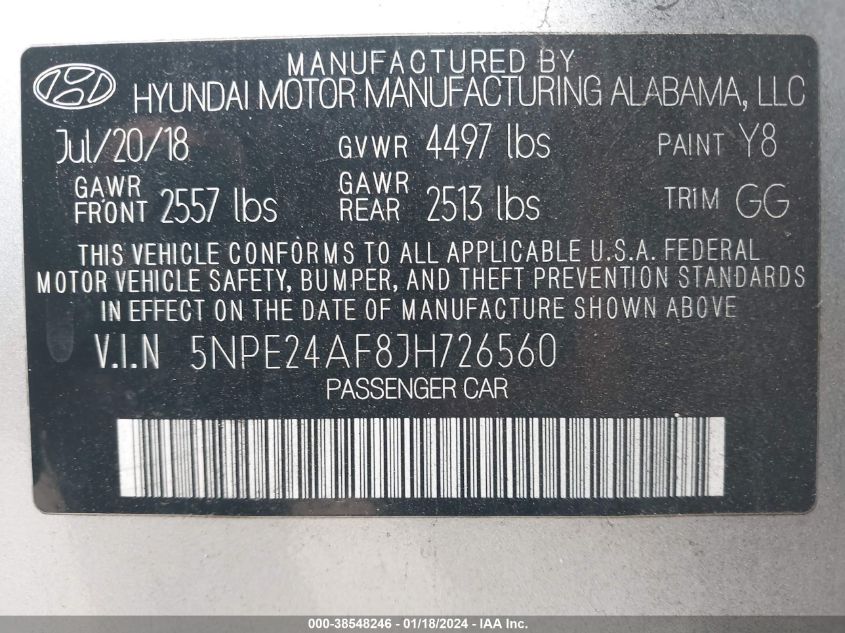 MANUFACTURED BY
HYUNDAI MOTOR MANUFACTURING ALABAMA, LLC
Jul/20/18 GVWR 4497 lbs PAINT Y8
GAWR FRONT 2557 lbs GAWR REAR 2513 lbs TRIM GG
THIS VEHICLE CONFORMS TO ALL APPLICABLE U.S.A. FEDERAL
MOTOR VEHICLE SAFETY, BUMPER, AND THEFT PREVENTION STANDARDS
IN EFFECT ON THE DATE OF MANUFACTURE SHOWN ABOVE
V.I.N 5NPE24AF8JH726560
PASSENGER CAR
000-38548246 - 01/18/2024 - IAA Inc.